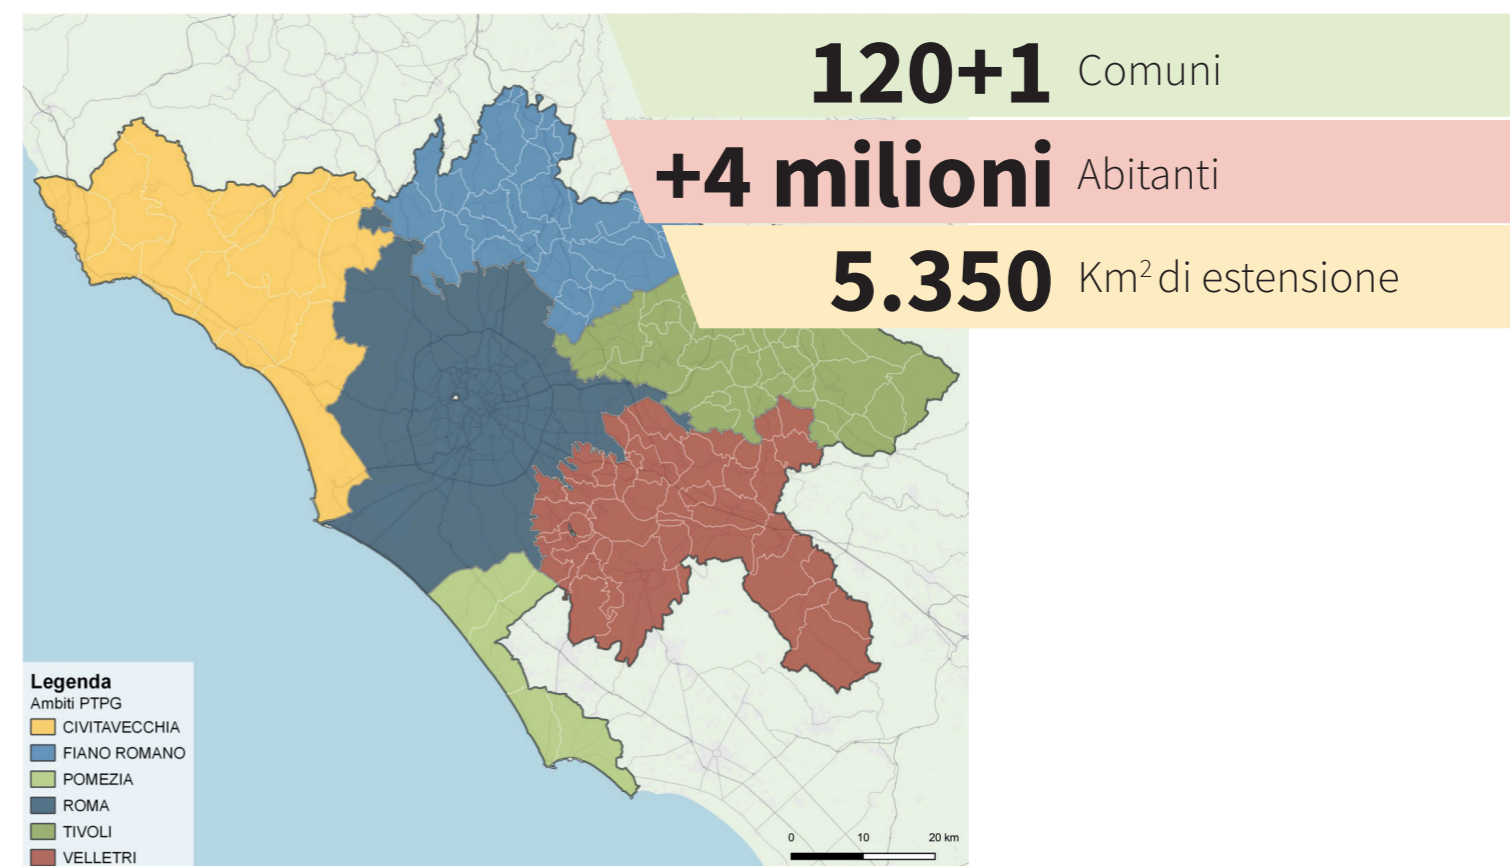 120+1 Comuni
+4 milioni Abitanti
5.350 Km² di estensione
Legenda
Ambiti PTPG
CIVITAVECCHIA
FIANO ROMANO
POMEZIA
ROMA
TIVOLI
VELLETRI
0 10 20 km